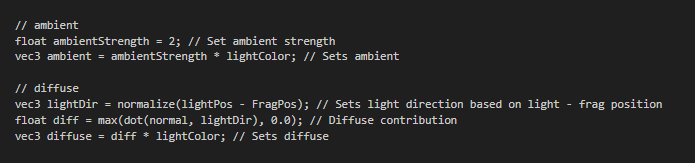 // ambient
float ambientStrength = 2; // Set ambient strength
vec3 ambient = ambientStrength * lightColor; // Sets ambient
// diffuse
vec3 lightDir = normalize(lightPos - FragPos); // Sets light direction based on light - frag position
float diff = max(dot(normal, lightDir), 0.0); // Diffuse contribution
vec3 diffuse = diff * lightColor; // Sets diffuse